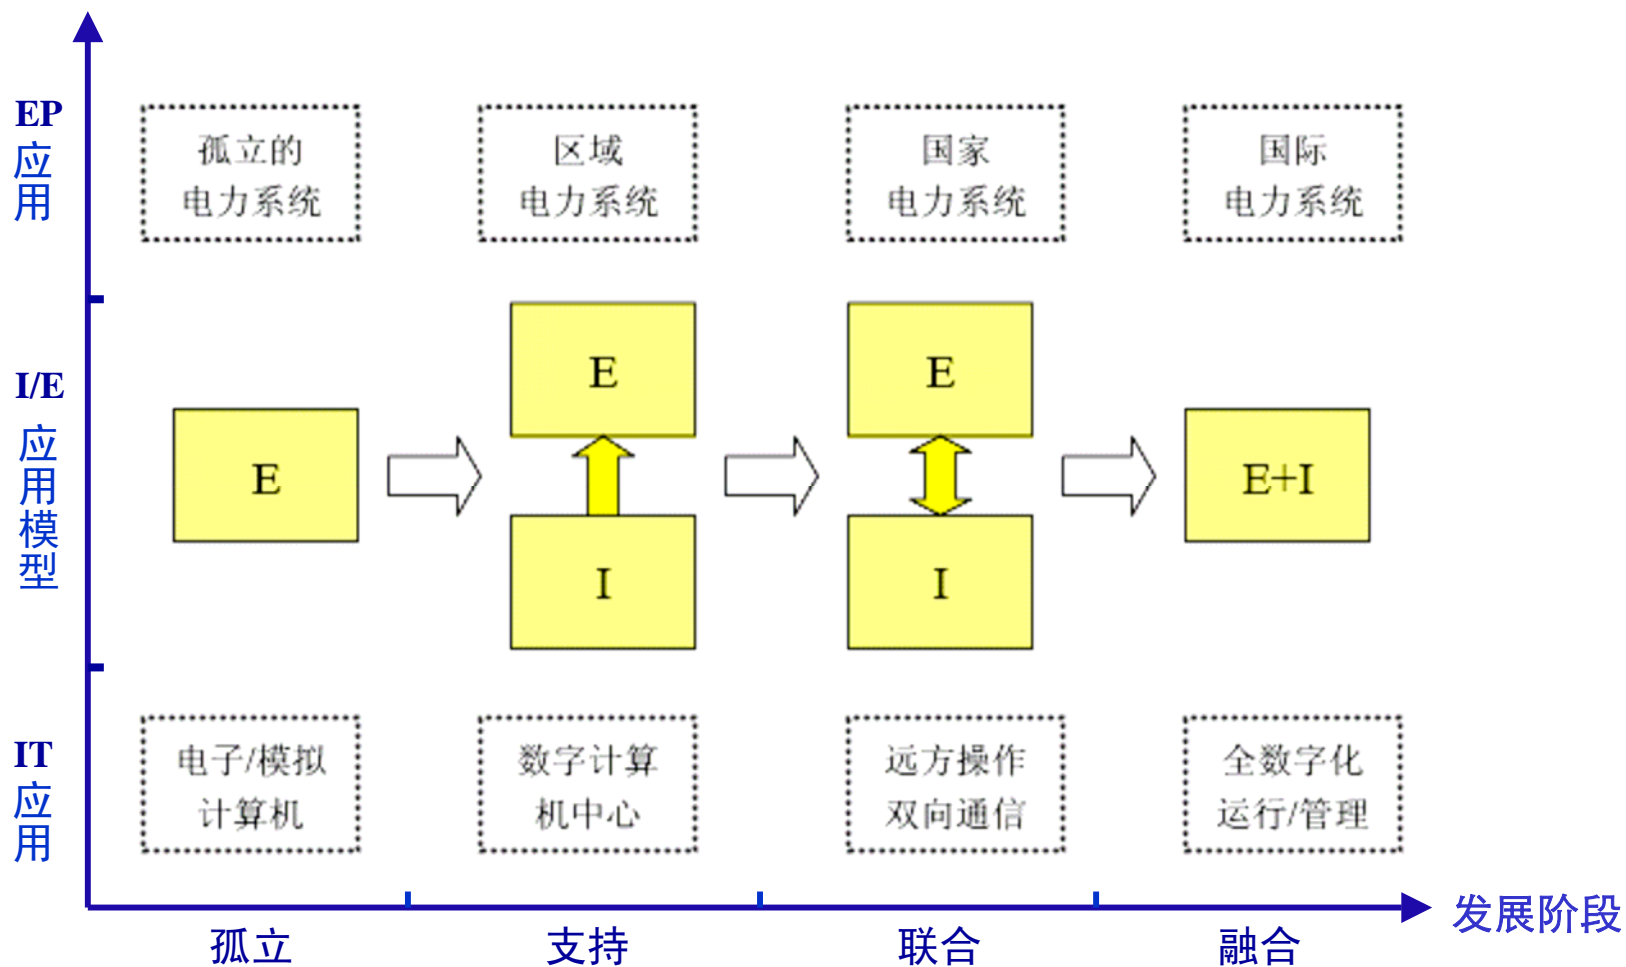 EP
应
用
孤立的
电力系统
区域
电力系统
国家
电力系统
国际
电力系统
I/E
应
用
模
型
E
E
I
E
I
E+I
IT
应
用
电子/模拟
计算机
数字计算
机中心
远方操作
双向通信
全数字化
运行/管理
孤立
支持
联合
融合
发展阶段